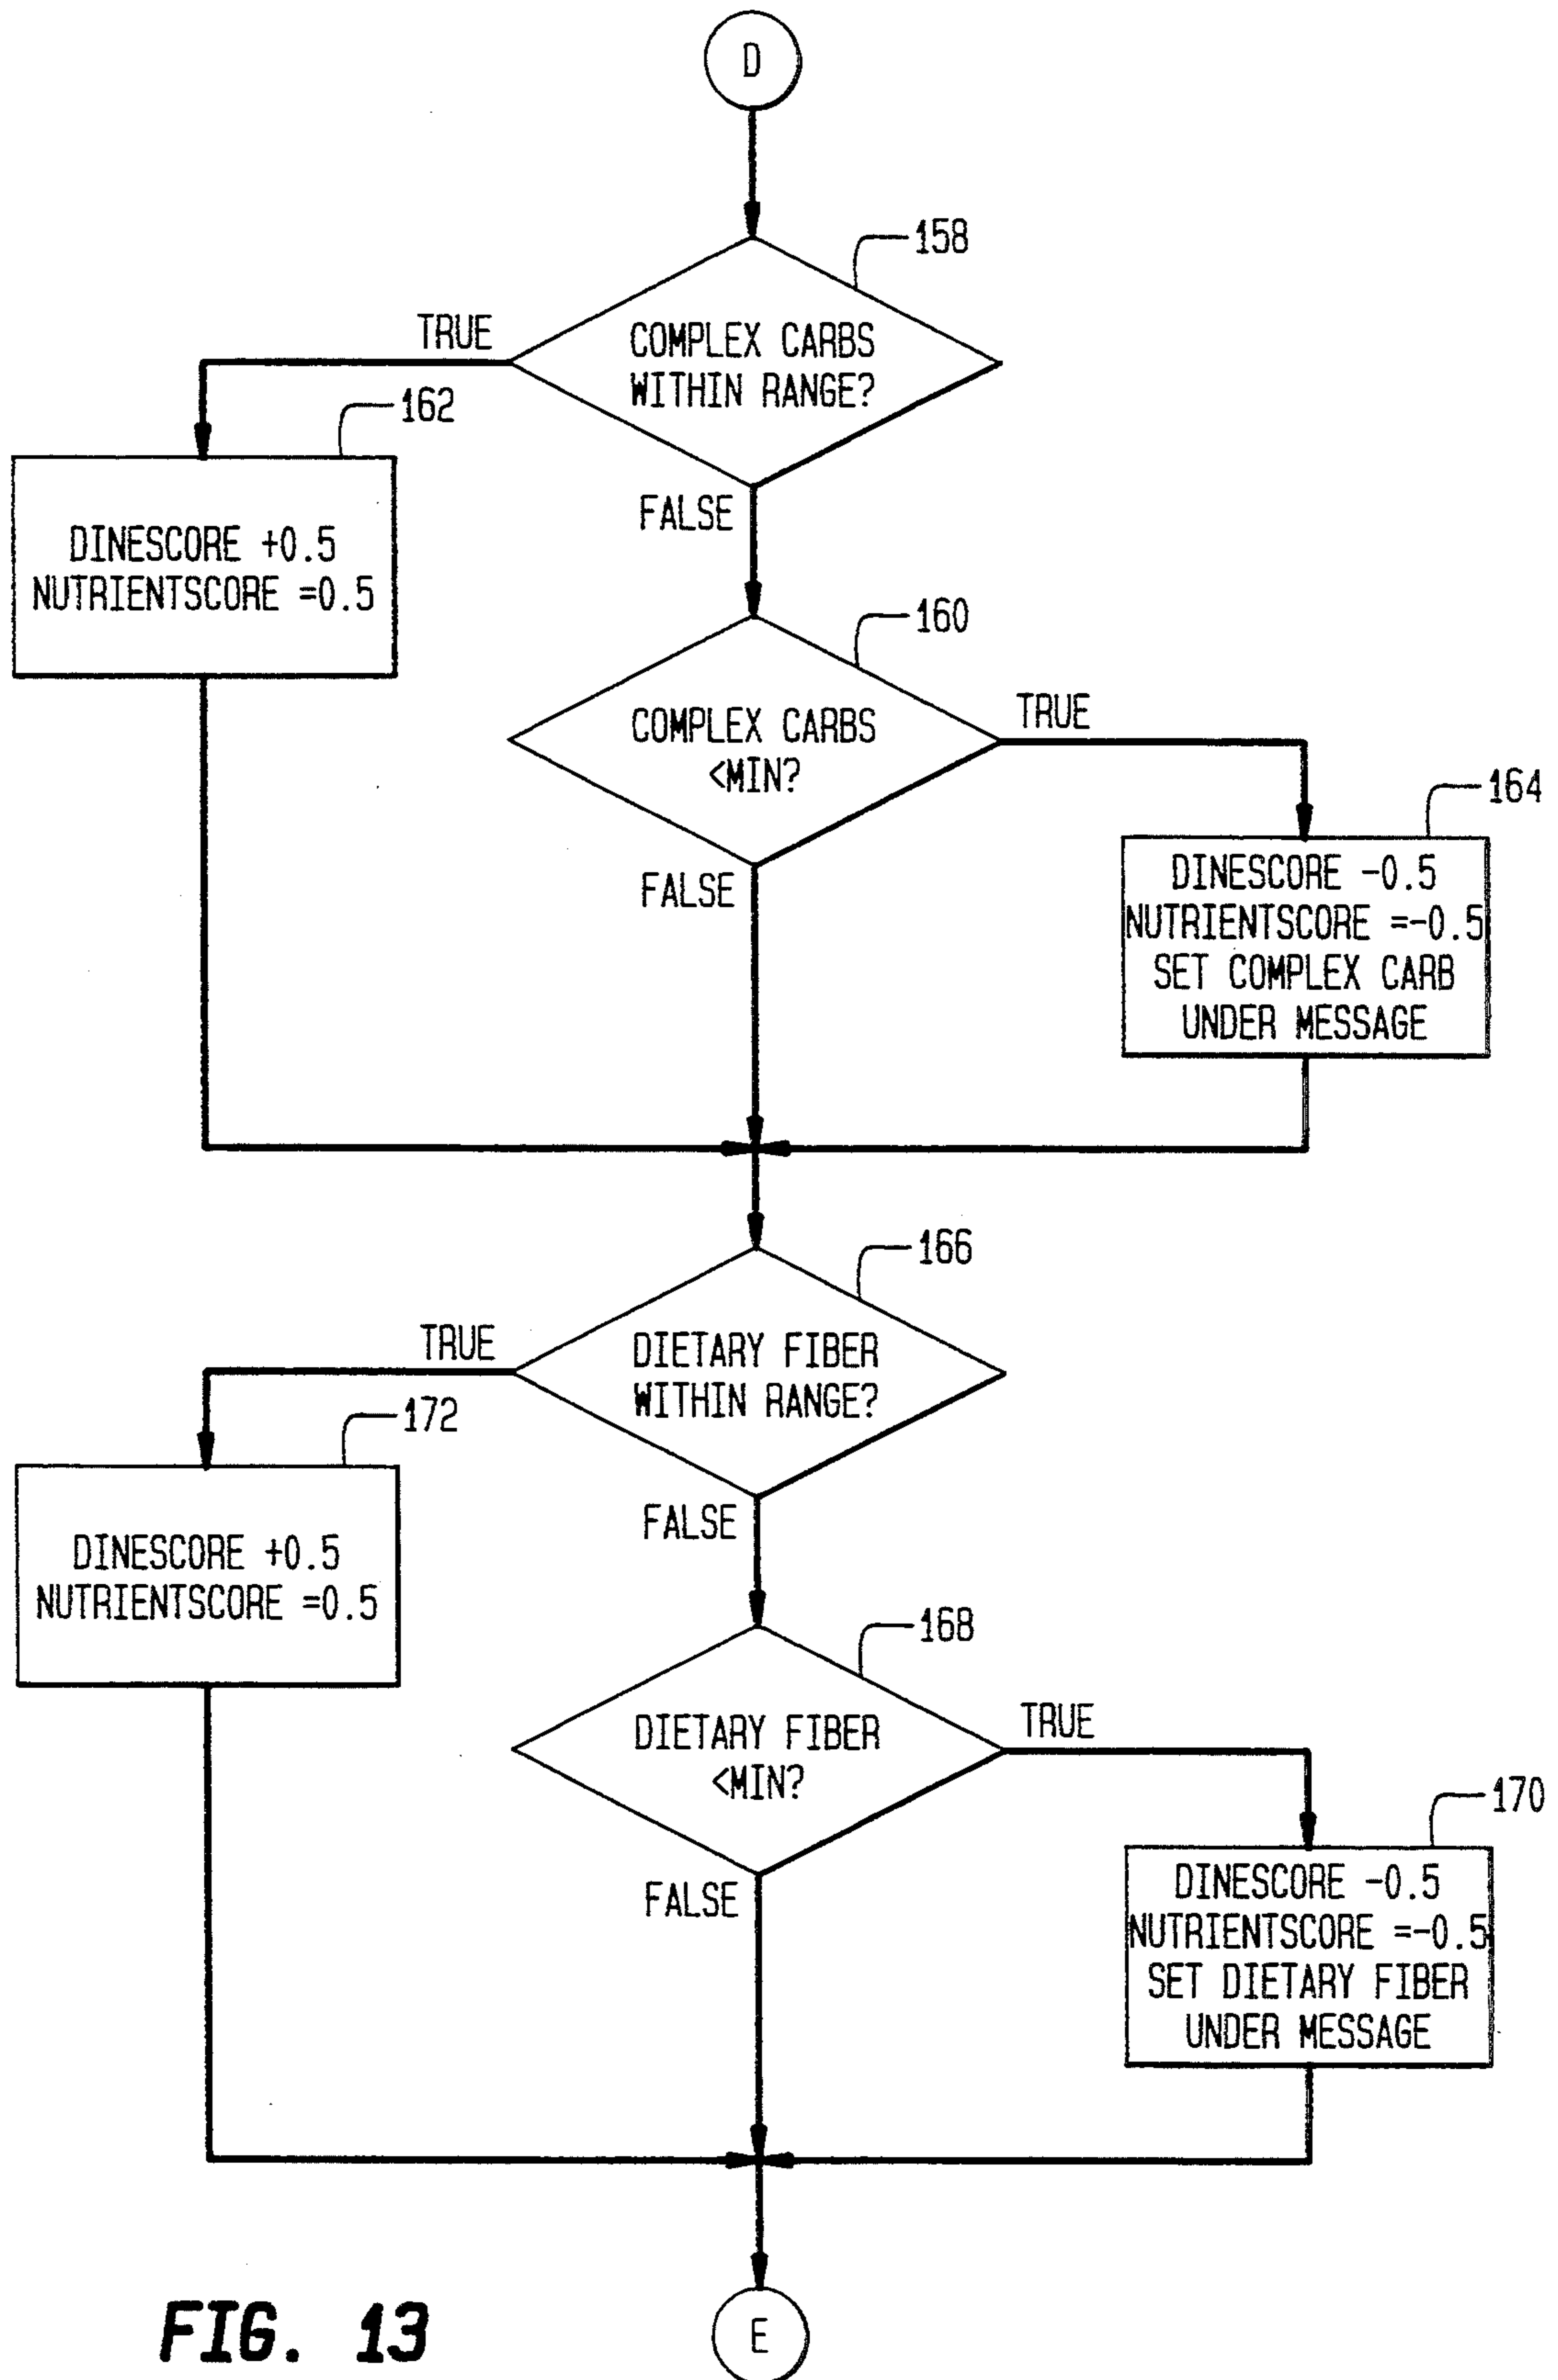 D
158
TRUE
COMPLEX CARBS
WITHIN RANGE?
162
DINESCORE +0.5
NUTRIENTSCORE =0.5
FALSE
160
COMPLEX CARBS
<MIN?
TRUE
164
DINESCORE -0.5
NUTRIENTSCORE =-0.5
SET COMPLEX CARB
UNDER MESSAGE
FALSE
166
TRUE
DIETARY FIBER
WITHIN RANGE?
172
DINESCORE +0.5
NUTRIENTSCORE =0.5
FALSE
168
DIETARY FIBER
<MIN?
TRUE
170
DINESCORE -0.5
NUTRIENTSCORE =-0.5
SET DIETARY FIBER
UNDER MESSAGE
FALSE
E
FIG. 13